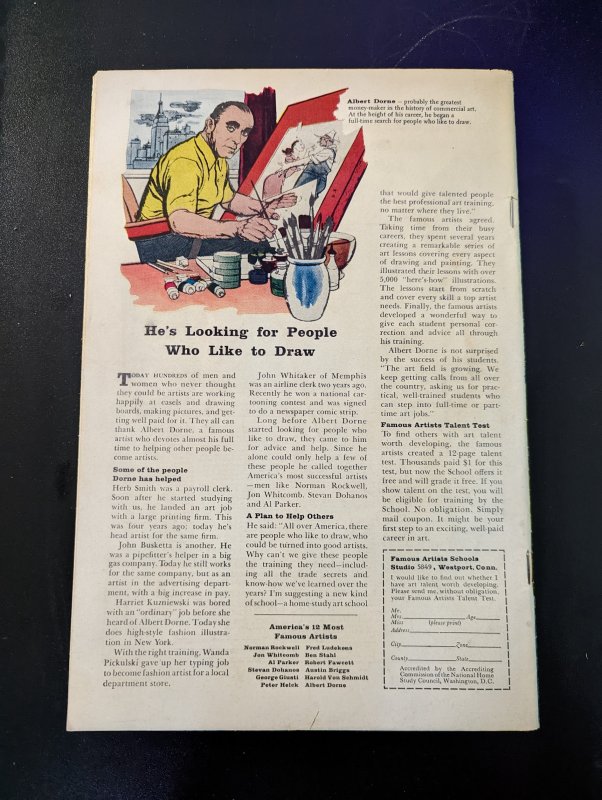 Albert Dorne – probably the greatest
money-maker in the history of commercial art.
At the height of his career, he began a
full-time search for people who like to draw.
He's Looking for People
Who Like to Draw
TODAY HUNDREDS of men and
women who never thought
they could be artists are working
happily at easels and drawing
boards, making pictures, and get-
ting well paid for it. They all can
thank Albert Dorne, a famous
artist who devotes almost his full
time to helping other people be-
come artists.
Some of the people
Dorne has helped
Herb Smith was a payroll clerk.
Soon after he started studying
with us, he landed an art job
with a large printing firm. This
was four years ago; today he's
head artist for the same firm.
John Busketta is another. He
was a pipefitter's helper in a big
gas company. Today he still works
for the same company, but as an
artist in the advertising depart-
ment, with a big increase in pay.
Harriet Kuzniewski was bored
with an "ordinary" job before she
heard of Albert Dorne. Today she
does high-style fashion illustra-
tion in New York.
With the right training, Wanda
Pickulski gave up her typing job
to become fashion artist for a local
department store.
John Whitaker of Memphis
was an airline clerk two years ago.
Recently he won a national car-
tooning contest and was signed
to do a newspaper comic strip.
Long before Albert Dorne
started looking for people who
like to draw, they came to him
for advice and help. Since he
alone could only help a few of
these people he called together
America's most successful artists
—men like Norman Rockwell,
Jon Whitcomb, Stevan Dohanos
and Al Parker.
A Plan to Help Others
He said: "All over America, there
are people who like to draw, who
could be turned into good artists.
Why can't we give these people
the training they need—includ-
ing all the trade secrets and
know-how we've learned over the
years? I'm suggesting a new kind
of school—a home-study art school
America's 12 Most
Famous Artists
Norman Rockwell Fred Ludekens
Jon Whitcomb Ben Stahl
Al Parker Robert Fawcett
Stevan Dohanos Austin Briggs
George Giusti Harold Von Schmidt
Peter Helck Albert Dorne
that would give talented people
the best professional art training,
no matter where they live."
The famous artists agreed.
Taking time from their busy
careers, they spent several years
creating a remarkable series of
art lessons covering every aspect
of drawing and painting. They
illustrated their lessons with over
5,000 "here's-how" illustrations.
The lessons start from scratch
and cover every skill a top artist
needs. Finally, the famous artists
developed a wonderful way to
give each student personal cor-
rection and advice all through
his training.
Albert Dorne is not surprised
by the success of his students.
"The art field is growing. We
keep getting calls from all over
the country, asking us for prac-
tical, well-trained students who
can step into full-time or part-
time art jobs."
Famous Artists Talent Test
To find others with art talent
worth developing, the famous
artists created a 12-page talent
test. Thousands paid $1 for this
test, but now the School offers it
free and will grade it free. If you
show talent on the test, you will
be eligible for training by the
School. No obligation. Simply
mail coupon. It might be your
first step to an exciting, well-paid
career in art.
Famous Artists Schools
Studio 5849, Westport, Conn.
I would like to find out whether I
have art talent worth developing.
Please send me, without obligation,
your Famous Artists Talent Test.
Mr.
Mrs. Age
Miss (please print)
Address
City Zone
County State
Accredited by the Accrediting
Commission of the National Home
Study Council, Washington, D.C.